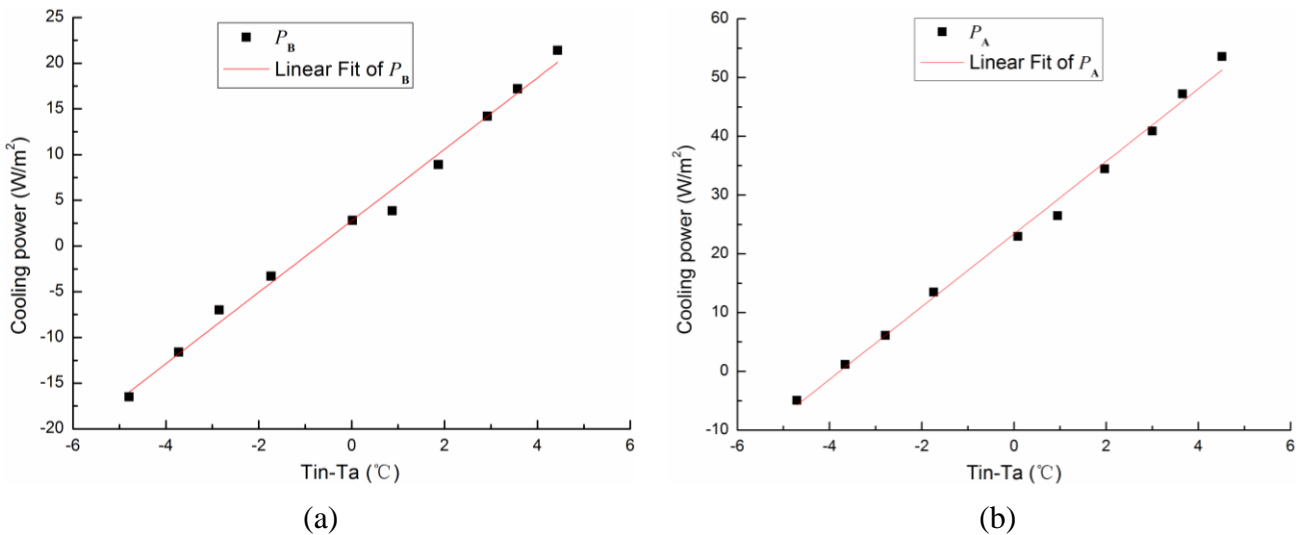 25
20
15
10
5
0
-5
-10
-15
-20
Cooling power (W/m²)
P_B
Linear Fit of P_B
-6 -4 -2 0 2 4 6
Tin-Ta (℃)
(a)
60
50
40
30
20
10
0
-10
Cooling power (W/m²)
P_A
Linear Fit of P_A
-6 -4 -2 0 2 4 6
Tin-Ta (℃)
(b)